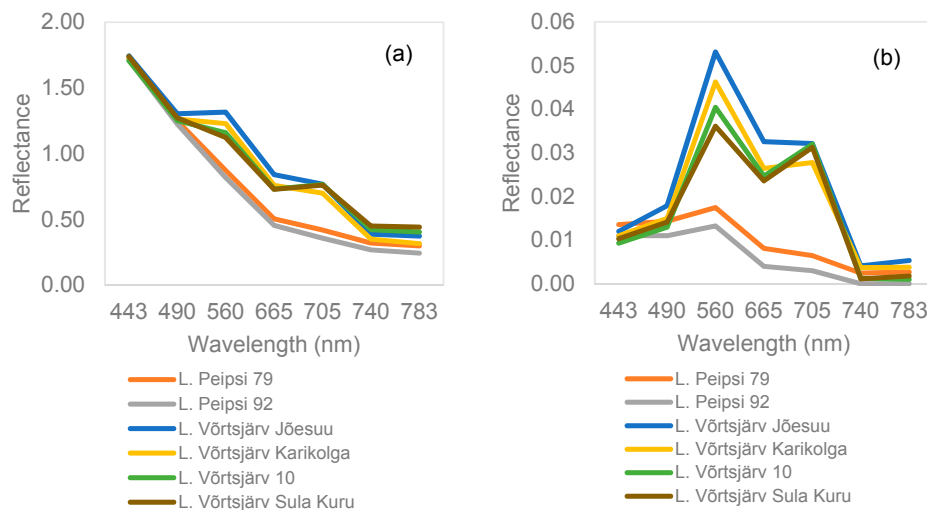 2.00
1.50
1.00
0.50
0.00
Reflectance
(a)
443 490 560 665 705 740 783
Wavelength (nm)
L. Peipsi 79
L. Peipsi 92
L. Võrtsjärv Jõesuu
L. Võrtsjärv Karikolga
L. Võrtsjärv 10
L. Võrtsjärv Sula Kuru
0.06
0.05
0.04
0.03
0.02
0.01
0.00
Reflectance
(b)
443 490 560 665 705 740 783
Wavelength (nm)
L. Peipsi 79
L. Peipsi 92
L. Võrtsjärv Jõesuu
L. Võrtsjärv Karikolga
L. Võrtsjärv 10
L. Võrtsjärv Sula Kuru